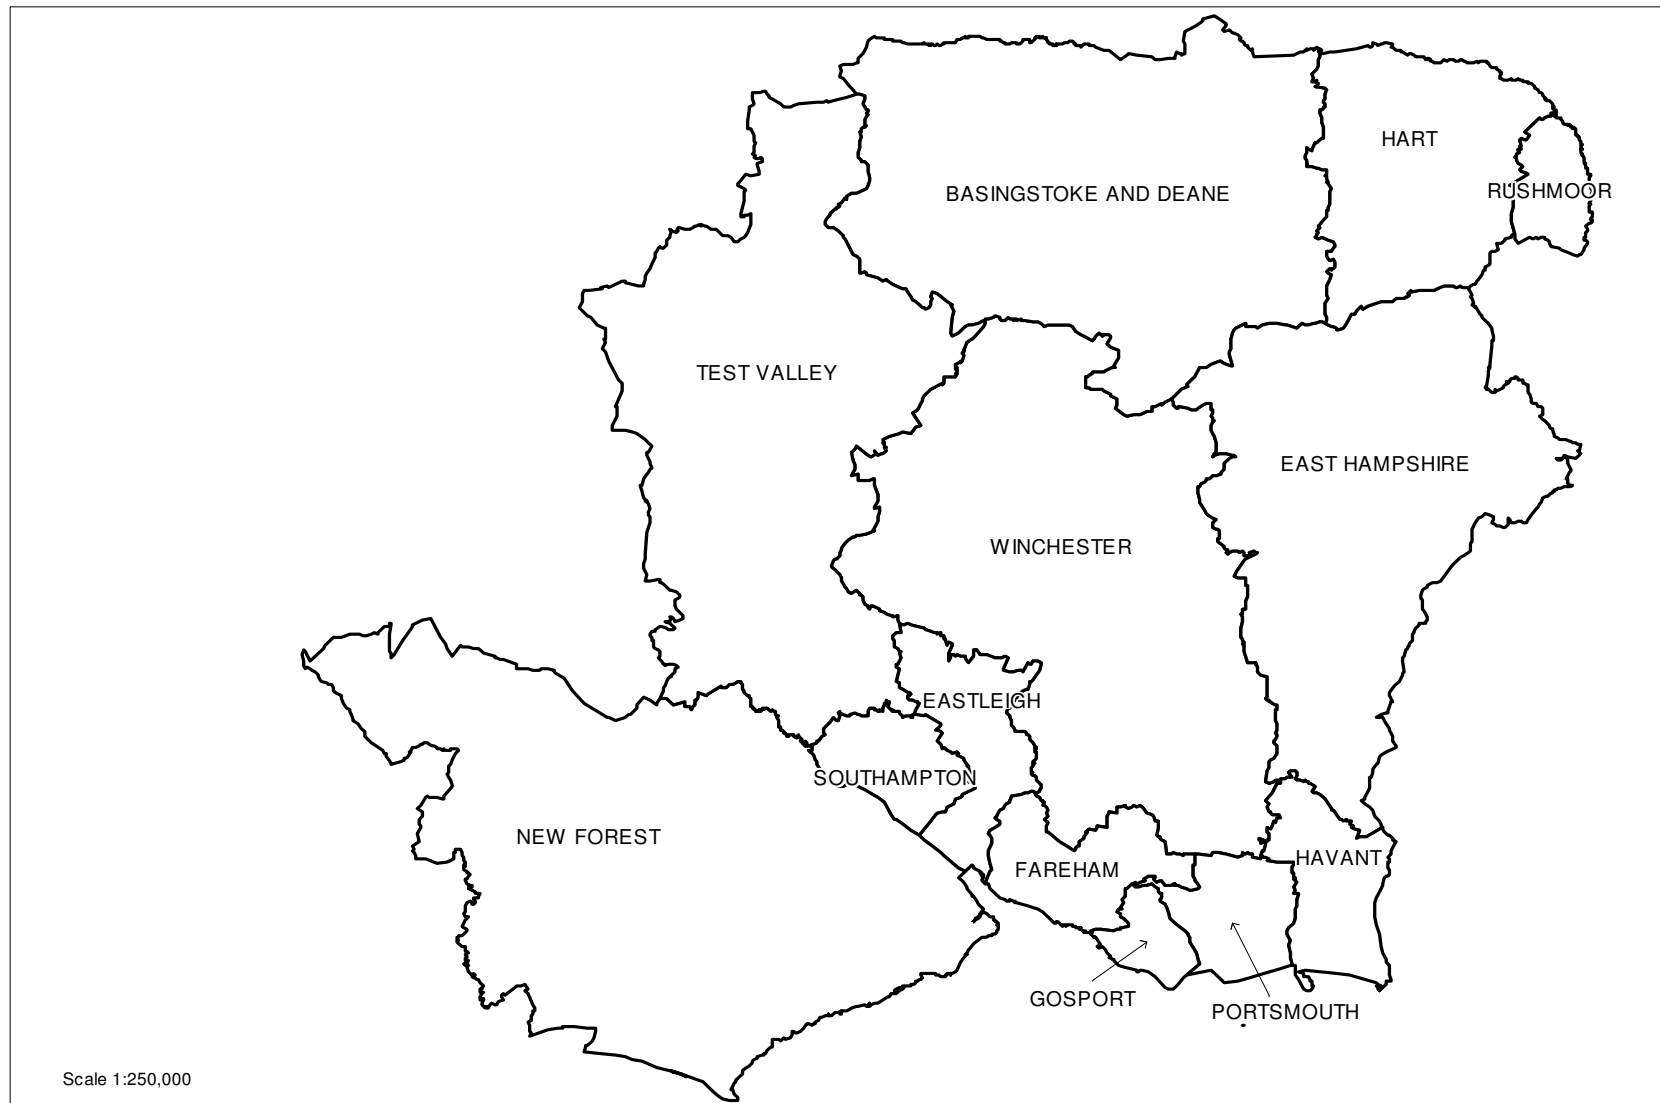 HART
RUSHMOOR
BASINGSTOKE AND DEANE
TEST VALLEY
EAST HAMPSHIRE
WINCHESTER
EASTLEIGH
SOUTHAMPTON
NEW FOREST
HAVANT
FAREHAM
GOSPORT
PORTSMOUTH
Scale 1:250,000